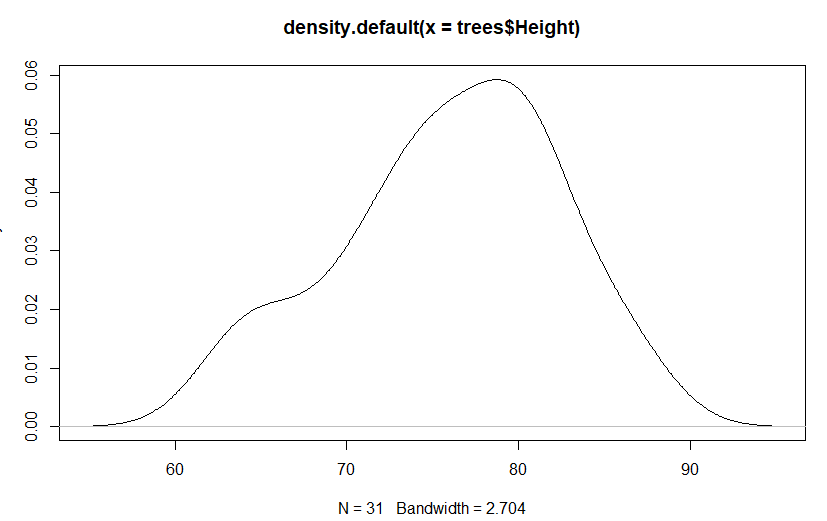 density.default(x = trees$Height)
0.06
0.05
0.04
0.03
0.02
0.01
0.00
60 70 80 90
N = 31 Bandwidth = 2.704